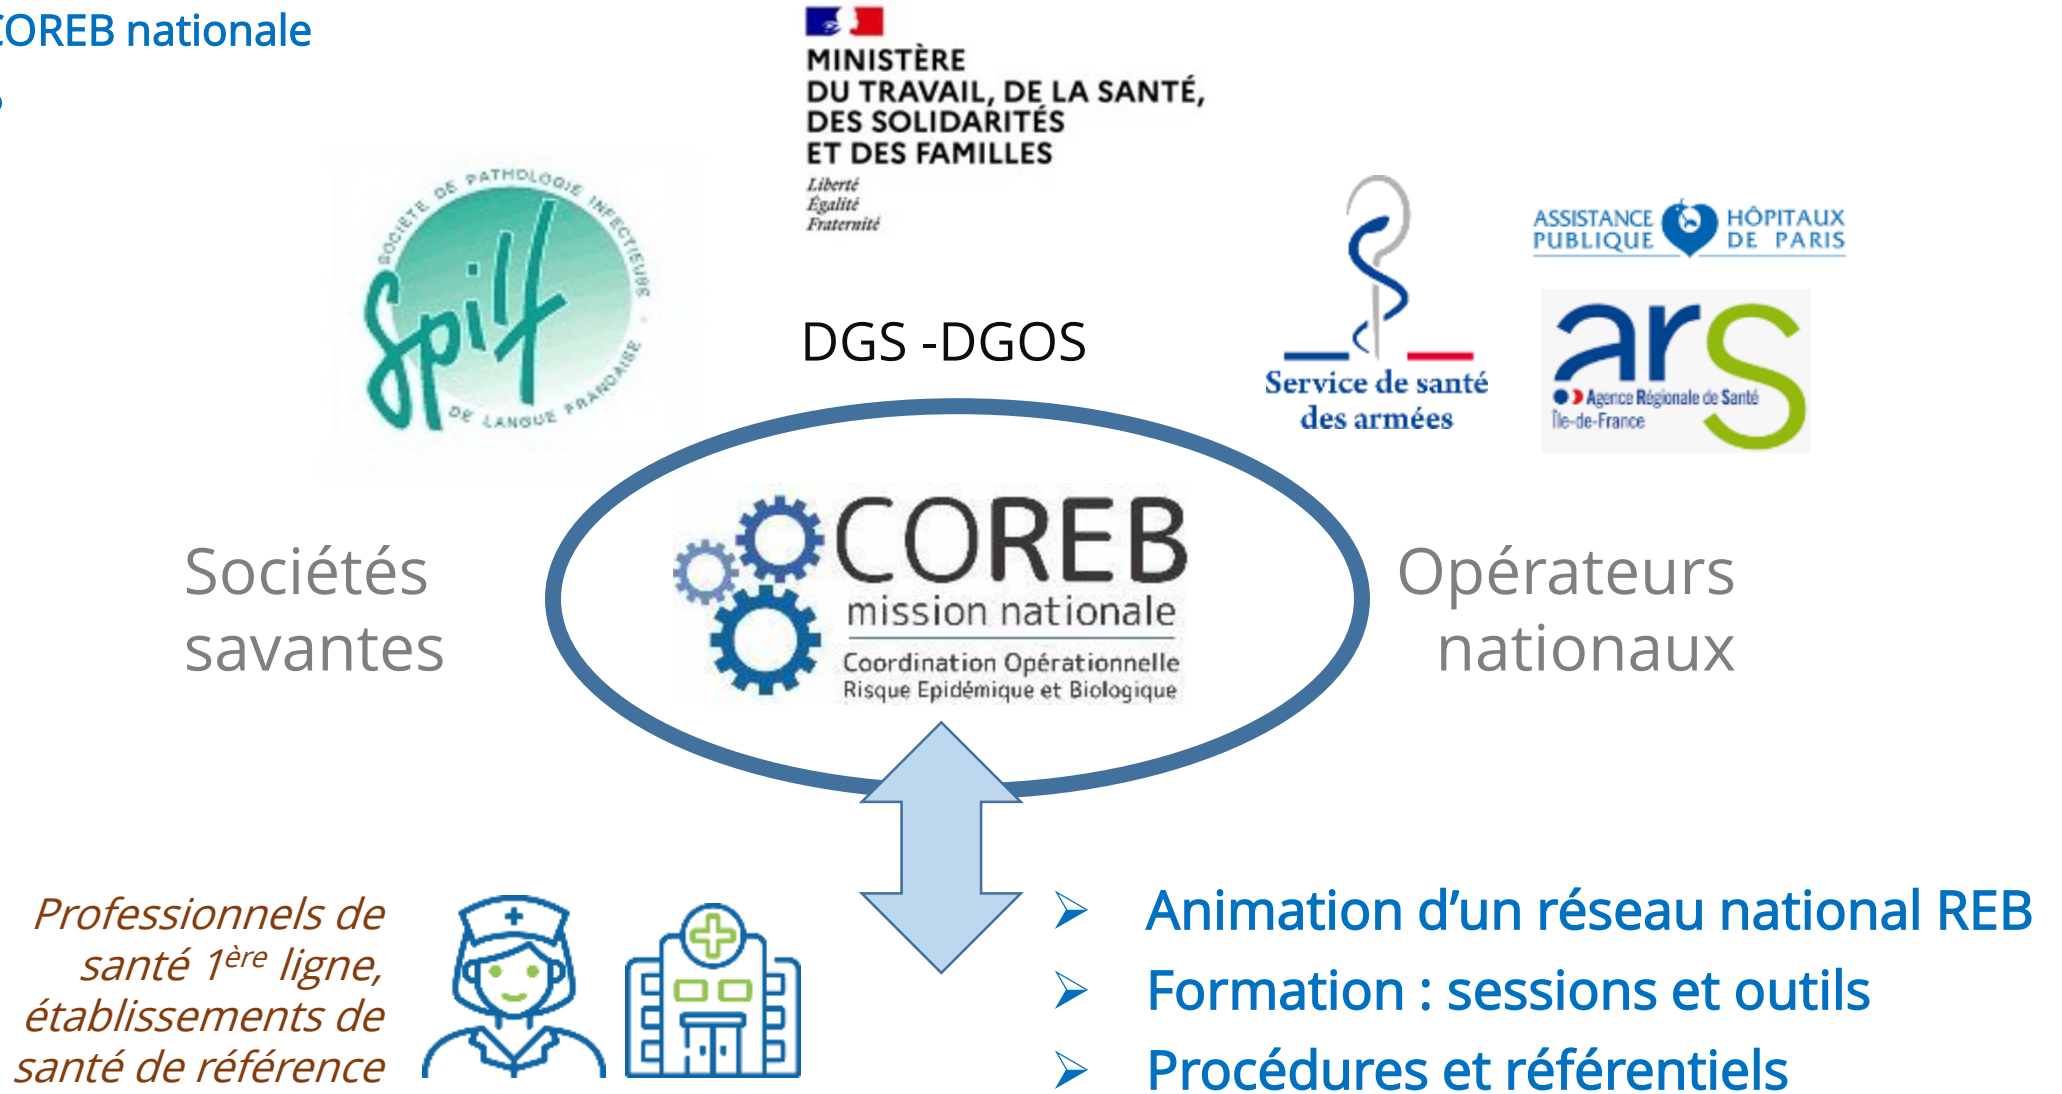 COREB nationale
MINISTÈRE
DU TRAVAIL, DE LA SANTÉ,
DES SOLIDARITÉS
ET DES FAMILLES
Liberté
Égalité
Fraternité
SOCIÉTÉ DE PATHOLOGIE INFECTIEUSE · DE LANGUE FRANÇAISE
Spilf
DGS -DGOS
Service de santé
des armées
ASSISTANCE HÔPITAUX
PUBLIQUE DE PARIS
ars
Agence Régionale de Santé
Île-de-France
Sociétés
savantes
COREB
mission nationale
Coordination Opérationnelle
Risque Epidémique et Biologique
Opérateurs
nationaux
Professionnels de
santé 1ère ligne,
établissements de
santé de référence
➢ Animation d’un réseau national REB
➢ Formation : sessions et outils
➢ Procédures et référentiels